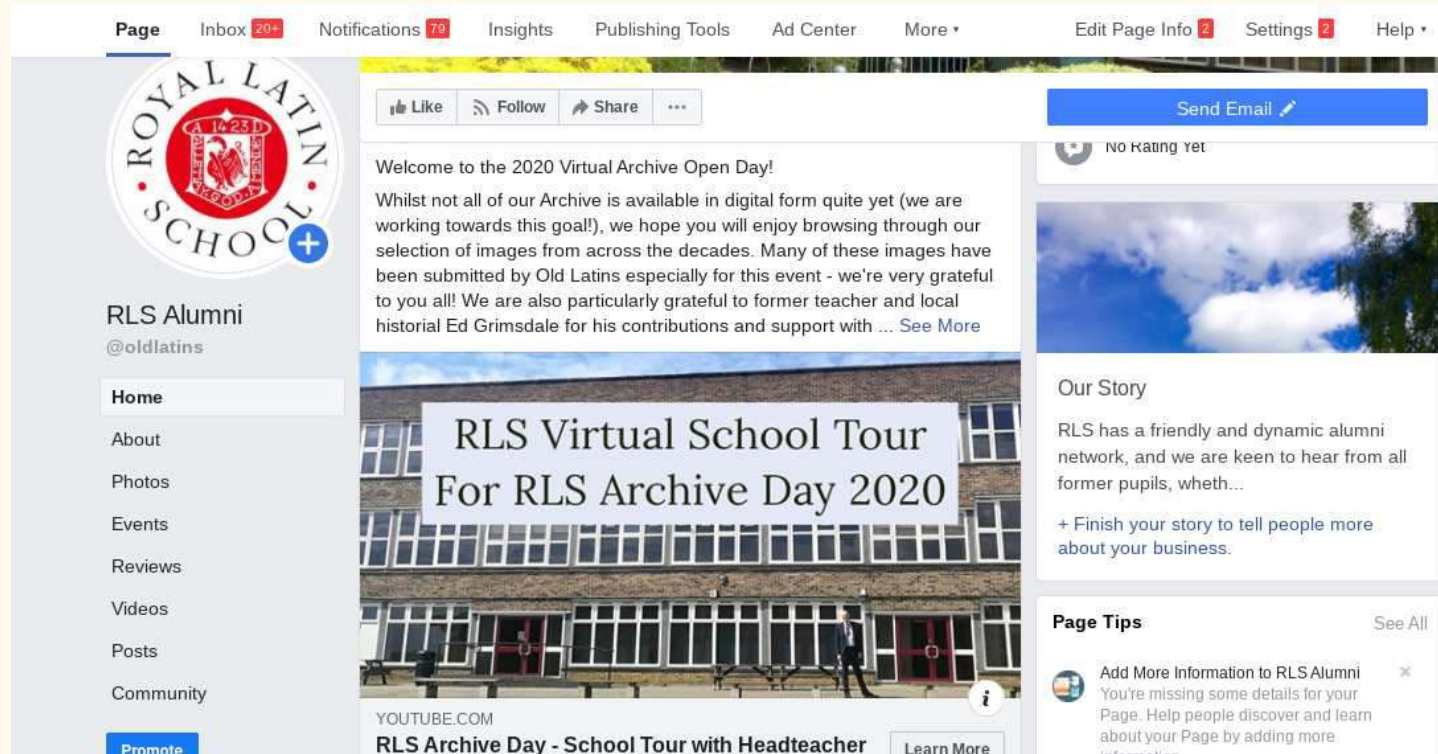 Page
Inbox 20+
Notifications 79
Insights
Publishing Tools
Ad Center
More
Edit Page Info 2
Settings 2
Help
ROYAL LATIN SCHOOL
A 1423 D
RLS Alumni
@oldlatins
Home
About
Photos
Events
Reviews
Videos
Posts
Community
Promote
Like
Follow
Share
...
Send Email
Welcome to the 2020 Virtual Archive Open Day!
Whilst not all of our Archive is available in digital form quite yet (we are
working towards this goal!), we hope you will enjoy browsing through our
selection of images from across the decades. Many of these images have
been submitted by Old Latins especially for this event - we're very grateful
to you all! We are also particularly grateful to former teacher and local
historial Ed Grimsdale for his contributions and support with ... See More
RLS Virtual School Tour
For RLS Archive Day 2020
i
YOUTUBE.COM
RLS Archive Day - School Tour with Headteacher
Learn More
No Rating Yet
Our Story
RLS has a friendly and dynamic alumni
network, and we are keen to hear from all
former pupils, wheth...
+ Finish your story to tell people more
about your business.
Page Tips
See All
Add More Information to RLS Alumni
You're missing some details for your
Page. Help people discover and learn
about your Page by adding more